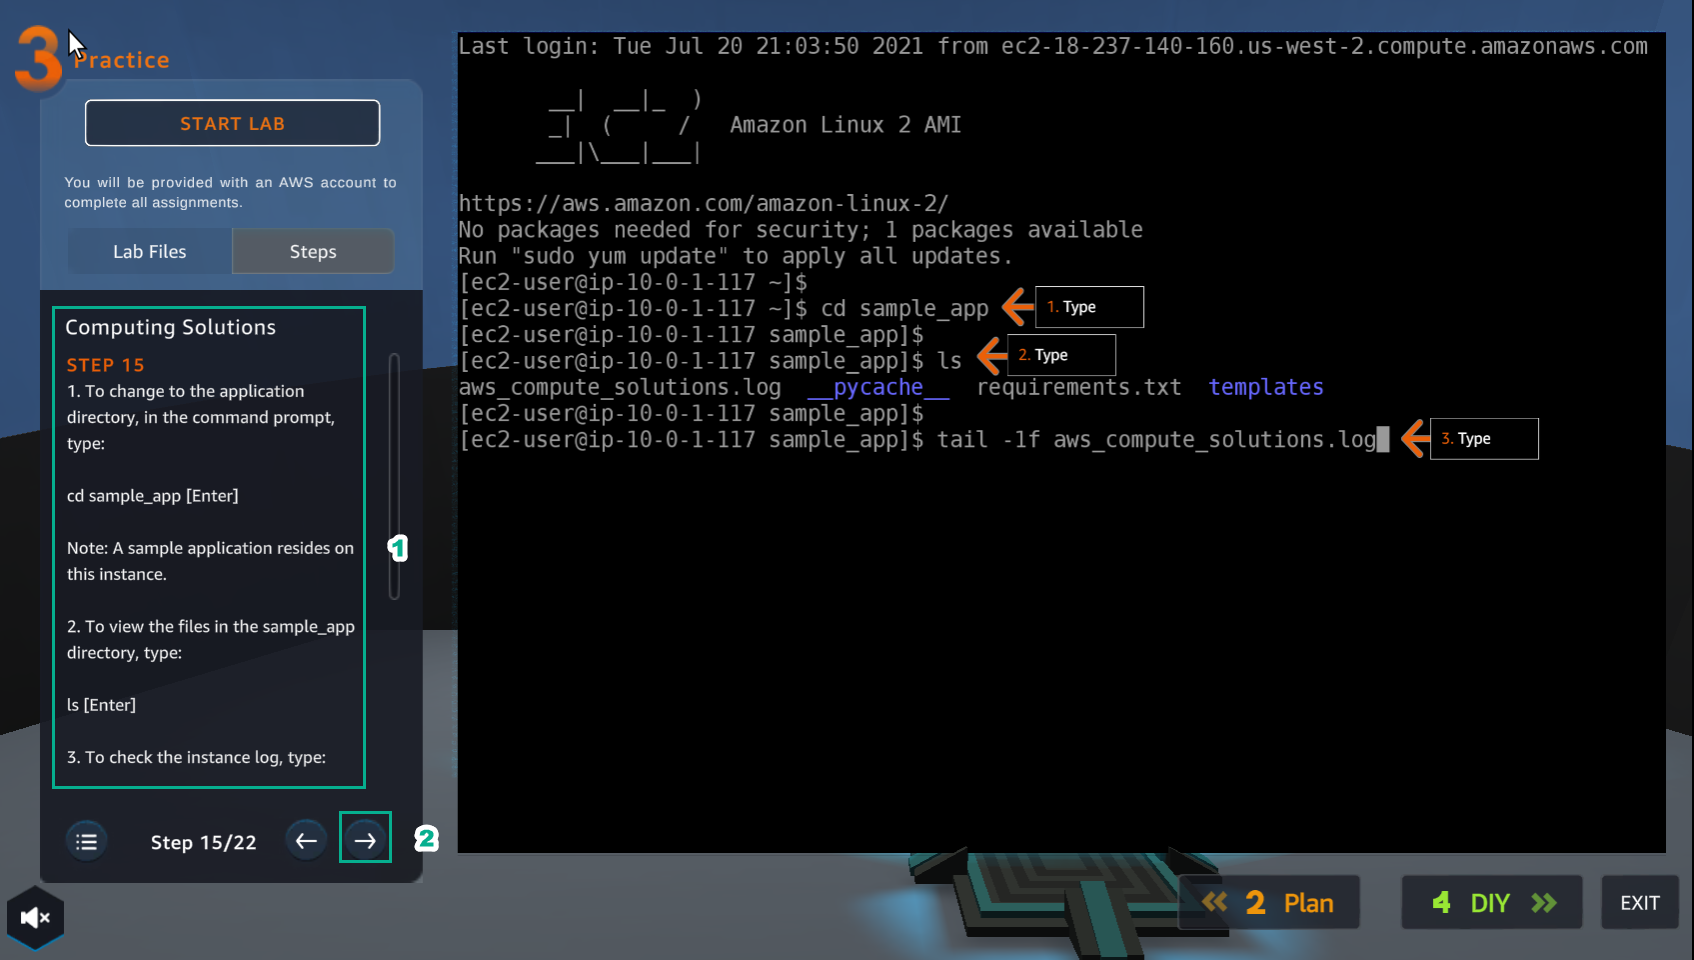 3 Practice
START LAB
You will be provided with an AWS account to
complete all assignments.
Lab Files
Steps
Computing Solutions
STEP 15
1. To change to the application
directory, in the command prompt,
type:
cd sample_app [Enter]
Note: A sample application resides on
this instance.
2. To view the files in the sample_app
directory, type:
ls [Enter]
3. To check the instance log, type:
1
Step 15/22
2
Last login: Tue Jul 20 21:03:50 2021 from ec2-18-237-140-160.us-west-2.compute.amazonaws.com
__|  __|_  )
_|  (     /   Amazon Linux 2 AMI
___|\___|___|
https://aws.amazon.com/amazon-linux-2/
No packages needed for security; 1 packages available
Run "sudo yum update" to apply all updates.
[ec2-user@ip-10-0-1-117 ~]$
[ec2-user@ip-10-0-1-117 ~]$ cd sample_app
1. Type
[ec2-user@ip-10-0-1-117 sample_app]$
[ec2-user@ip-10-0-1-117 sample_app]$ ls
2. Type
aws_compute_solutions.log  __pycache__  requirements.txt  templates
[ec2-user@ip-10-0-1-117 sample_app]$
[ec2-user@ip-10-0-1-117 sample_app]$ tail -1f aws_compute_solutions.log
3. Type
2 Plan
4 DIY
EXIT